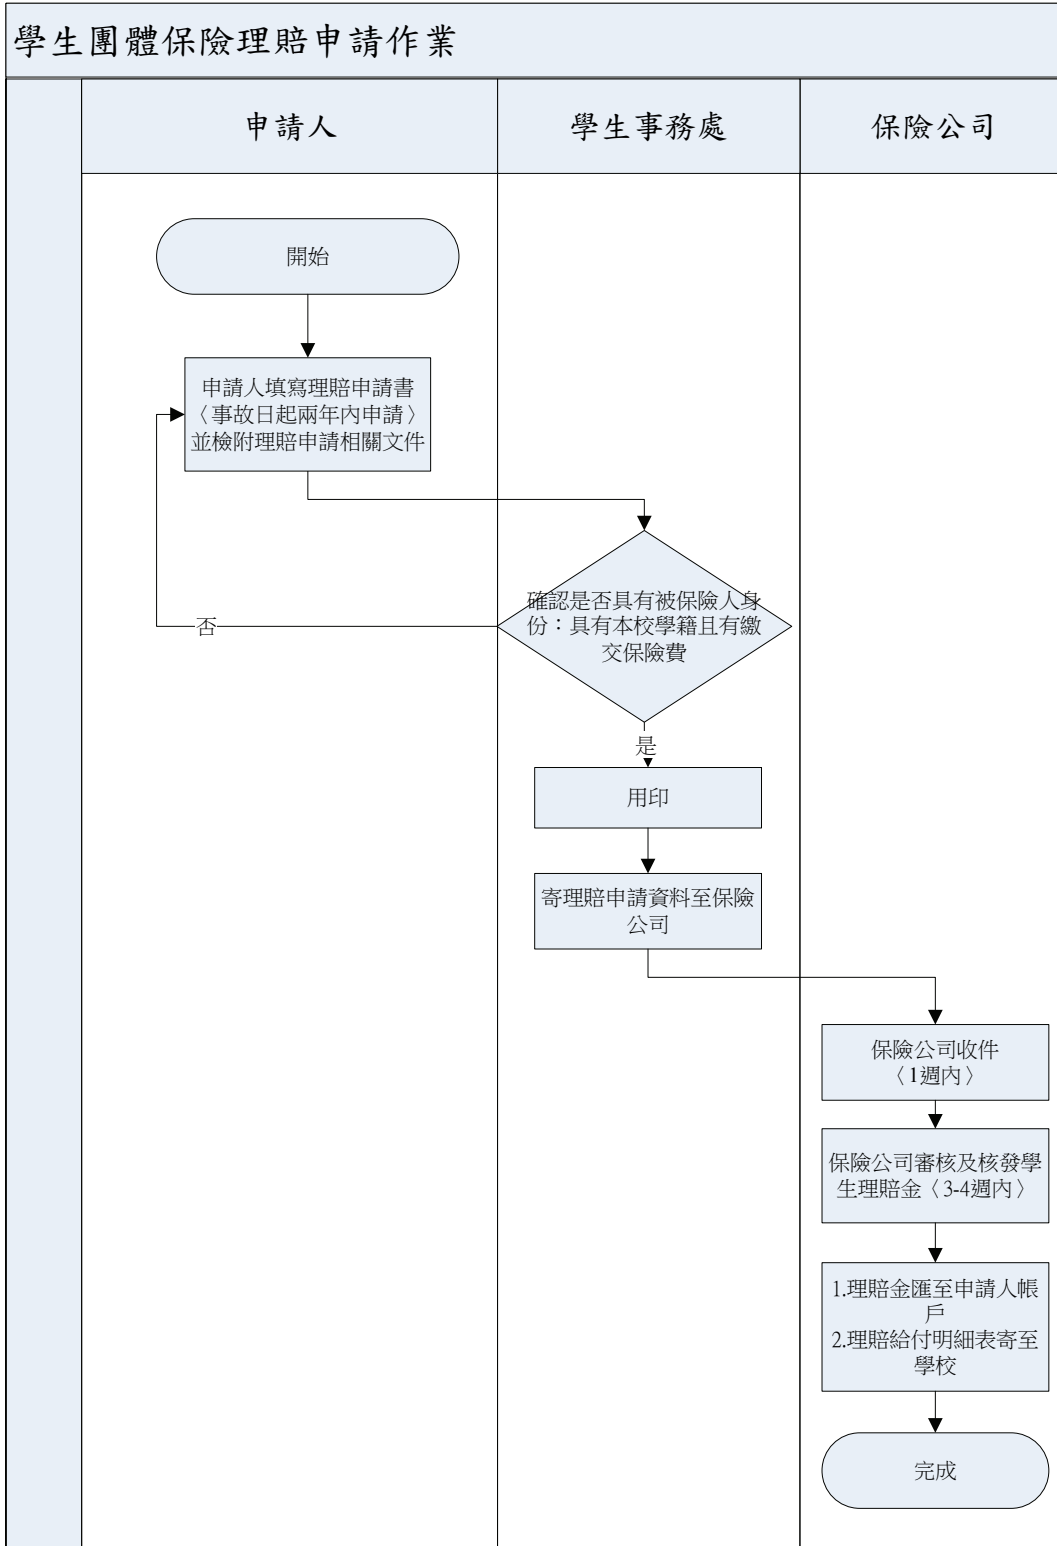 學生團體保險理賠申請作業
申請人
學生事務處
保險公司
開始
申請人填寫理賠申請書
〈事故日起兩年內申請〉
並檢附理賠申請相關文件
確認是否具有被保險人身
份：具有本校學籍且有繳
交保險費
否
是
用印
寄理賠申請資料至保險
公司
保險公司收件
〈1週內〉
保險公司審核及核發學
生理賠金〈3-4週內〉
1.理賠金匯至申請人帳
戶
2.理賠給付明細表寄至
學校
完成